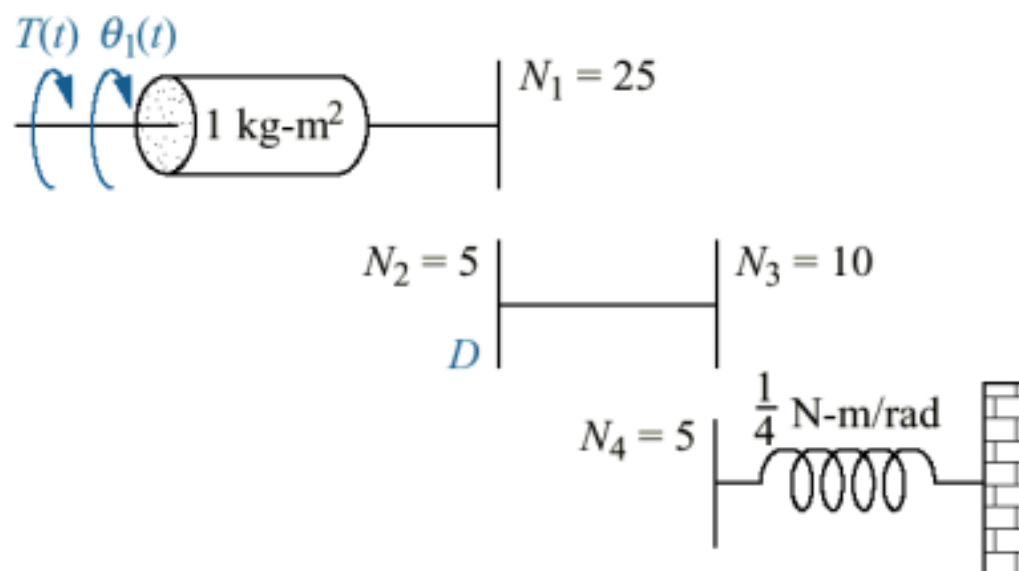 T(t) θ₁(t)
1 kg-m²
N₁ = 25
N₂ = 5
N₃ = 10
D
N₄ = 5
1/4 N-m/rad